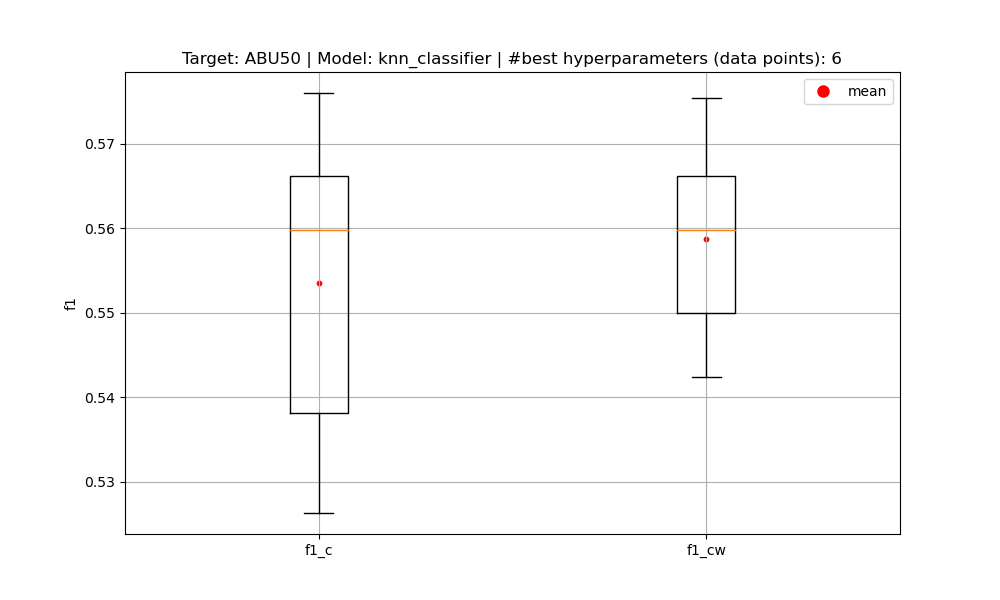 Target: ABU50 | Model: knn_classifier | #best hyperparameters (data points): 6
mean
0.57
0.56
0.55
0.54
0.53
f1
f1_c
f1_cw